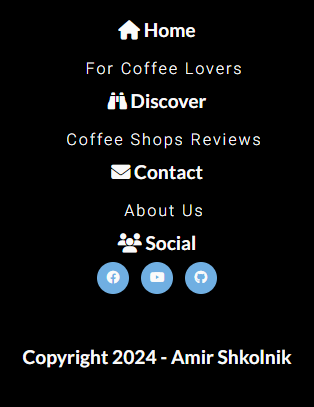 Home
For Coffee Lovers
Discover
Coffee Shops Reviews
Contact
About Us
Social
Copyright 2024 - Amir Shkolnik